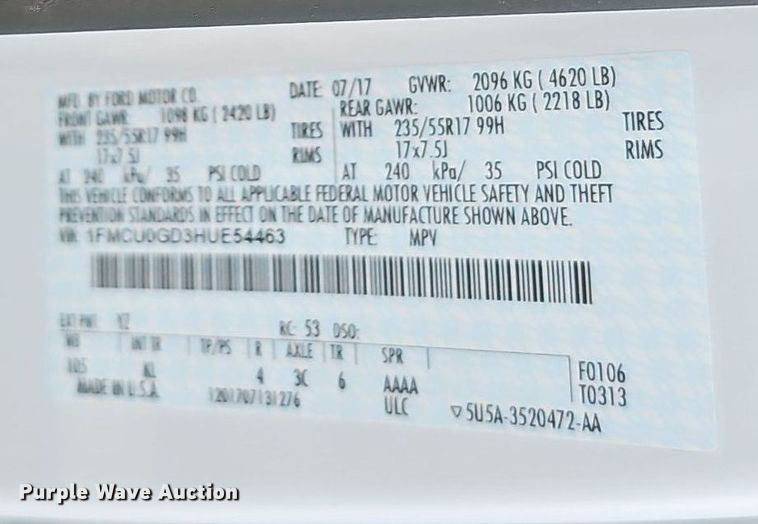 MFD. BY FORD MOTOR CO. DATE: 07/17 GVWR: 2096 KG ( 4620 LB)
FRONT GAWR: 1098 KG ( 2420 LB) REAR GAWR: 1006 KG ( 2218 LB)
WITH 235/55R17 99H TIRES WITH 235/55R17 99H TIRES
17x7.5J RIMS 17x7.5J RIMS
AT 240 kPa/ 35 PSI COLD AT 240 kPa/ 35 PSI COLD
THIS VEHICLE CONFORMS TO ALL APPLICABLE FEDERAL MOTOR VEHICLE SAFETY AND THEFT
PREVENTION STANDARDS IN EFFECT ON THE DATE OF MANUFACTURE SHOWN ABOVE.
VIN: 1FMCU0GD3HUE54463 TYPE: MPV
EXT PNT: YZ RC: 53 DSO:
WB INT TR TP/PS R AXLE TR SPR
105 KL 4 3C 6 AAAA F0106
MADE IN U.S.A. 1201707131276 ULC T0313
▽5U5A-3520472-AA
Purple Wave Auction